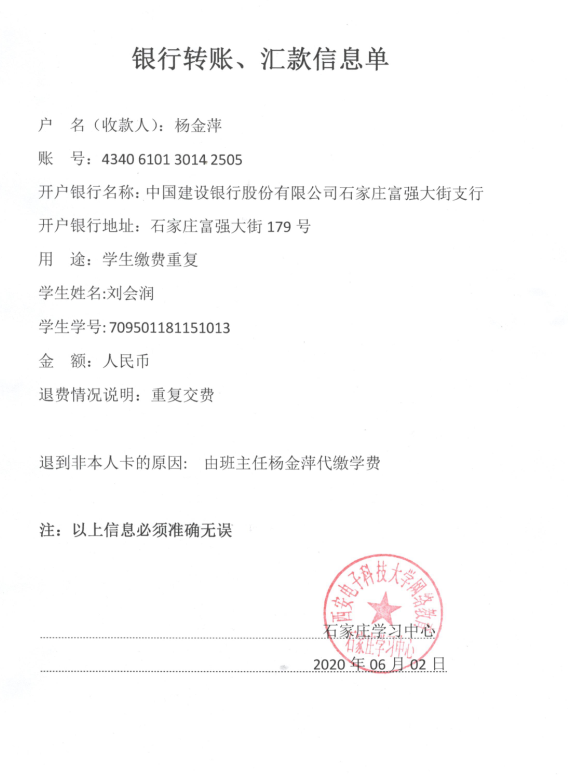 银行转账、汇款信息单
户 名（收款人）：杨金萍
账 号：4340 6101 3014 2505
开户银行名称：中国建设银行股份有限公司石家庄富强大街支行
开户银行地址：石家庄富强大街 179 号
用 途：学生缴费重复
学生姓名:刘会润
学生学号:709501181151013
金 额：人民币
退费情况说明：重复交费
退到非本人卡的原因： 由班主任杨金萍代缴学费
注：以上信息必须准确无误
西安电子科技大学网络教
石家庄学习中心
石家庄学习中心
2020 年 06 月 02 日